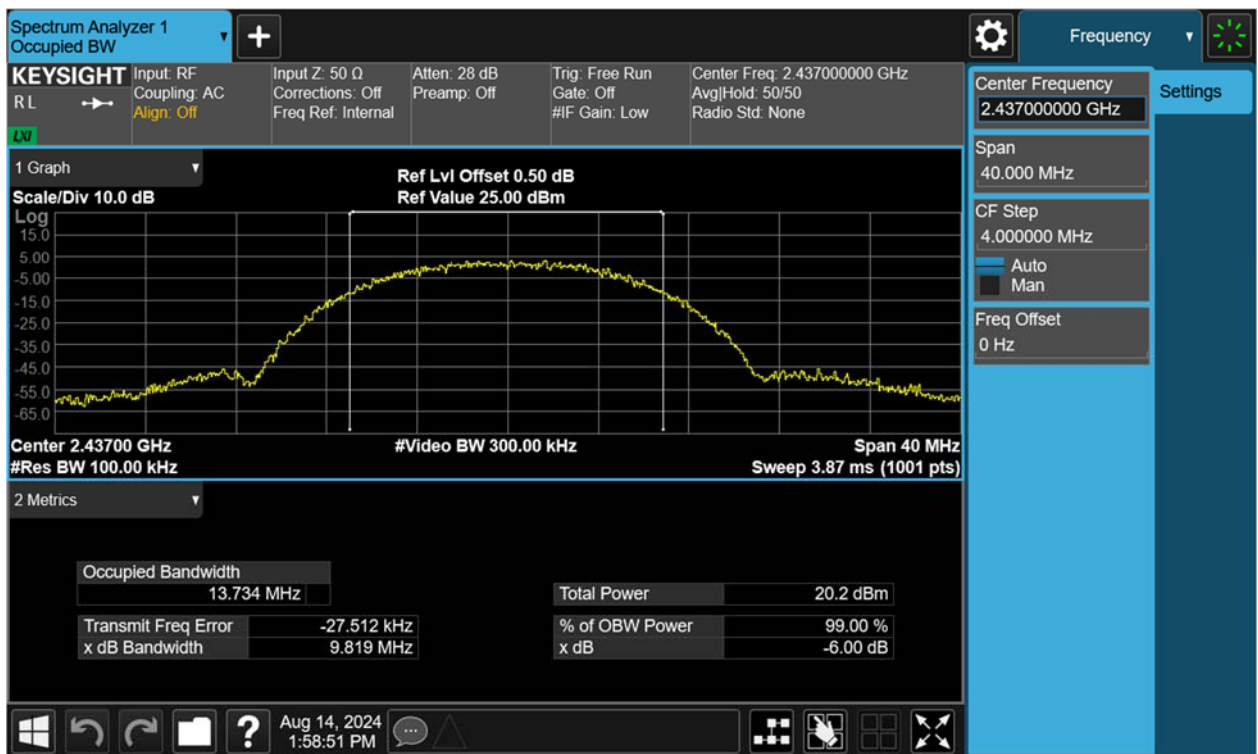 Spectrum Analyzer 1
Occupied BW
+
Frequency
KEYSIGHT
R L
LXI
Input: RF
Coupling: AC
Align: Off
Input Z: 50 Ω
Corrections: Off
Freq Ref: Internal
Atten: 28 dB
Preamp: Off
Trig: Free Run
Gate: Off
#IF Gain: Low
Center Freq: 2.437000000 GHz
Avg|Hold: 50/50
Radio Std: None
Center Frequency
2.437000000 GHz
Settings
Span
40.000 MHz
CF Step
4.000000 MHz
Auto
Man
Freq Offset
0 Hz
1 Graph
Scale/Div 10.0 dB
Ref Lvl Offset 0.50 dB
Ref Value 25.00 dBm
Log
15.0
5.00
-5.00
-15.0
-25.0
-35.0
-45.0
-55.0
-65.0
Center 2.43700 GHz
#Video BW 300.00 kHz
Span 40 MHz
#Res BW 100.00 kHz
Sweep 3.87 ms (1001 pts)
2 Metrics
Occupied Bandwidth
13.734 MHz
Total Power 20.2 dBm
Transmit Freq Error -27.512 kHz
% of OBW Power 99.00 %
x dB Bandwidth 9.819 MHz
x dB -6.00 dB
?
Aug 14, 2024
1:58:51 PM